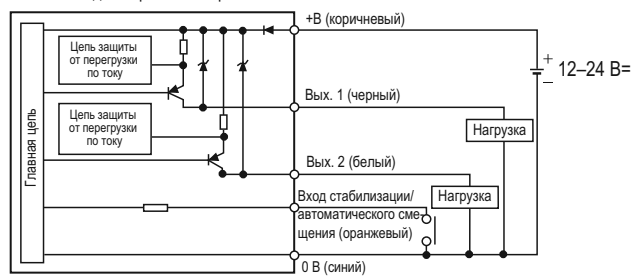 +В (коричневый)
Цепь защиты
от перегрузки
по току
12–24 В=
Вых. 1 (черный)
Цепь защиты
от перегрузки
по току
Нагрузка
Главная цепь
Вых. 2 (белый)
Вход стабилизации/
автоматического сме-
щения (оранжевый)
Нагрузка
0 В (синий)